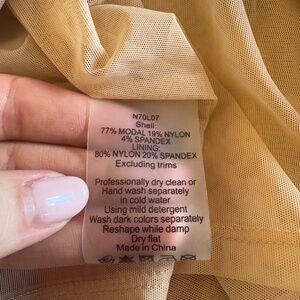 N70L07
Shell:
77% MODAL 19% NYLON
4% SPANDEX
LINING:
80% NYLON 20% SPANDEX
Excluding trims
Professionally dry clean or
Hand wash separately
in cold water
Using mild detergent
Wash dark colors separately
Reshape while damp
Dry flat
Made in China